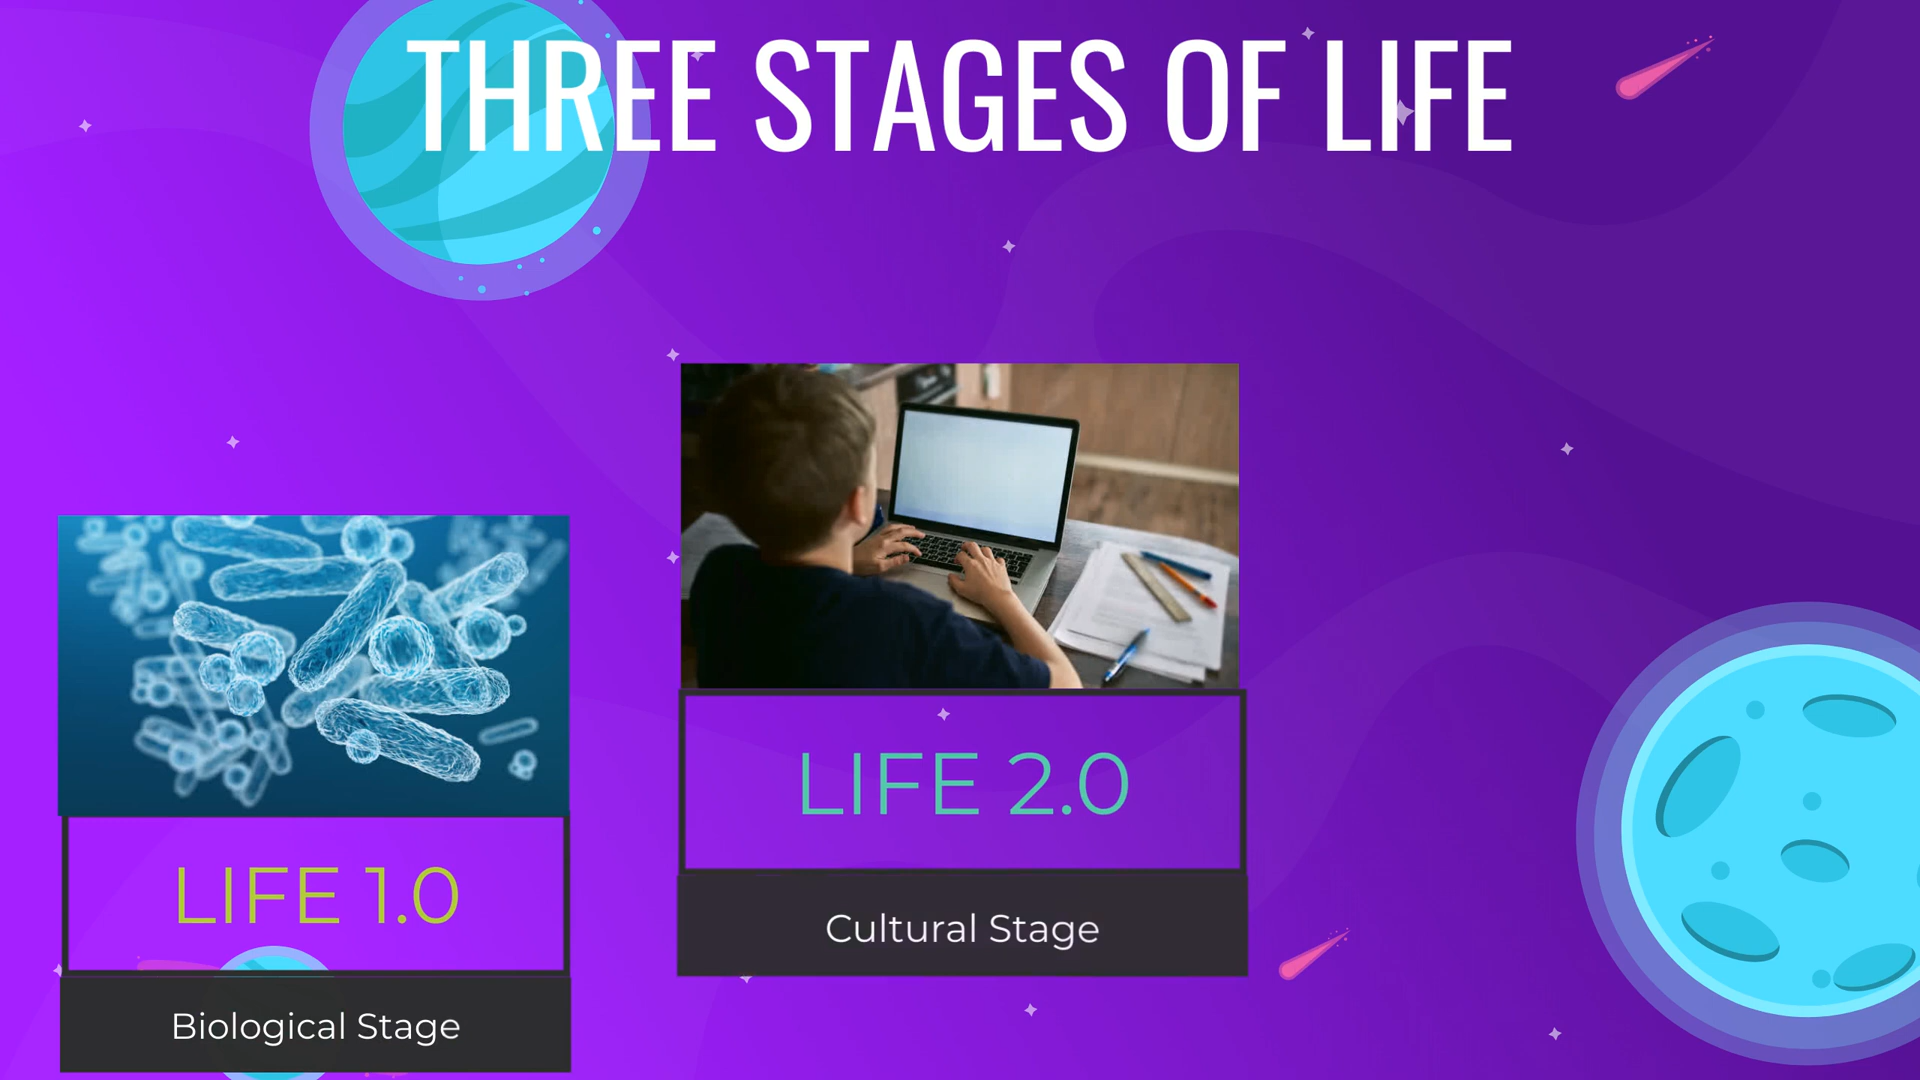 THREE STAGES OF LIFE
LIFE 1.0
Biological Stage
LIFE 2.0
Cultural Stage